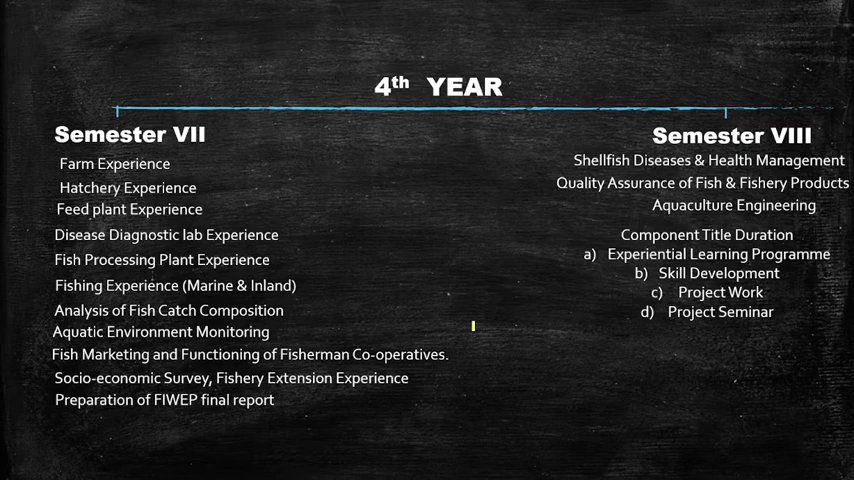 4th YEAR
Semester VII
Farm Experience
Hatchery Experience
Feed plant Experience
Disease Diagnostic lab Experience
Fish Processing Plant Experience
Fishing Experience (Marine & Inland)
Analysis of Fish Catch Composition
Aquatic Environment Monitoring
Fish Marketing and Functioning of Fisherman Co-operatives.
Socio-economic Survey, Fishery Extension Experience
Preparation of FIWEP final report
Semester VIII
Shellfish Diseases & Health Management
Quality Assurance of Fish & Fishery Products
Aquaculture Engineering
Component Title Duration
a) Experiential Learning Programme
b) Skill Development
c) Project Work
d) Project Seminar